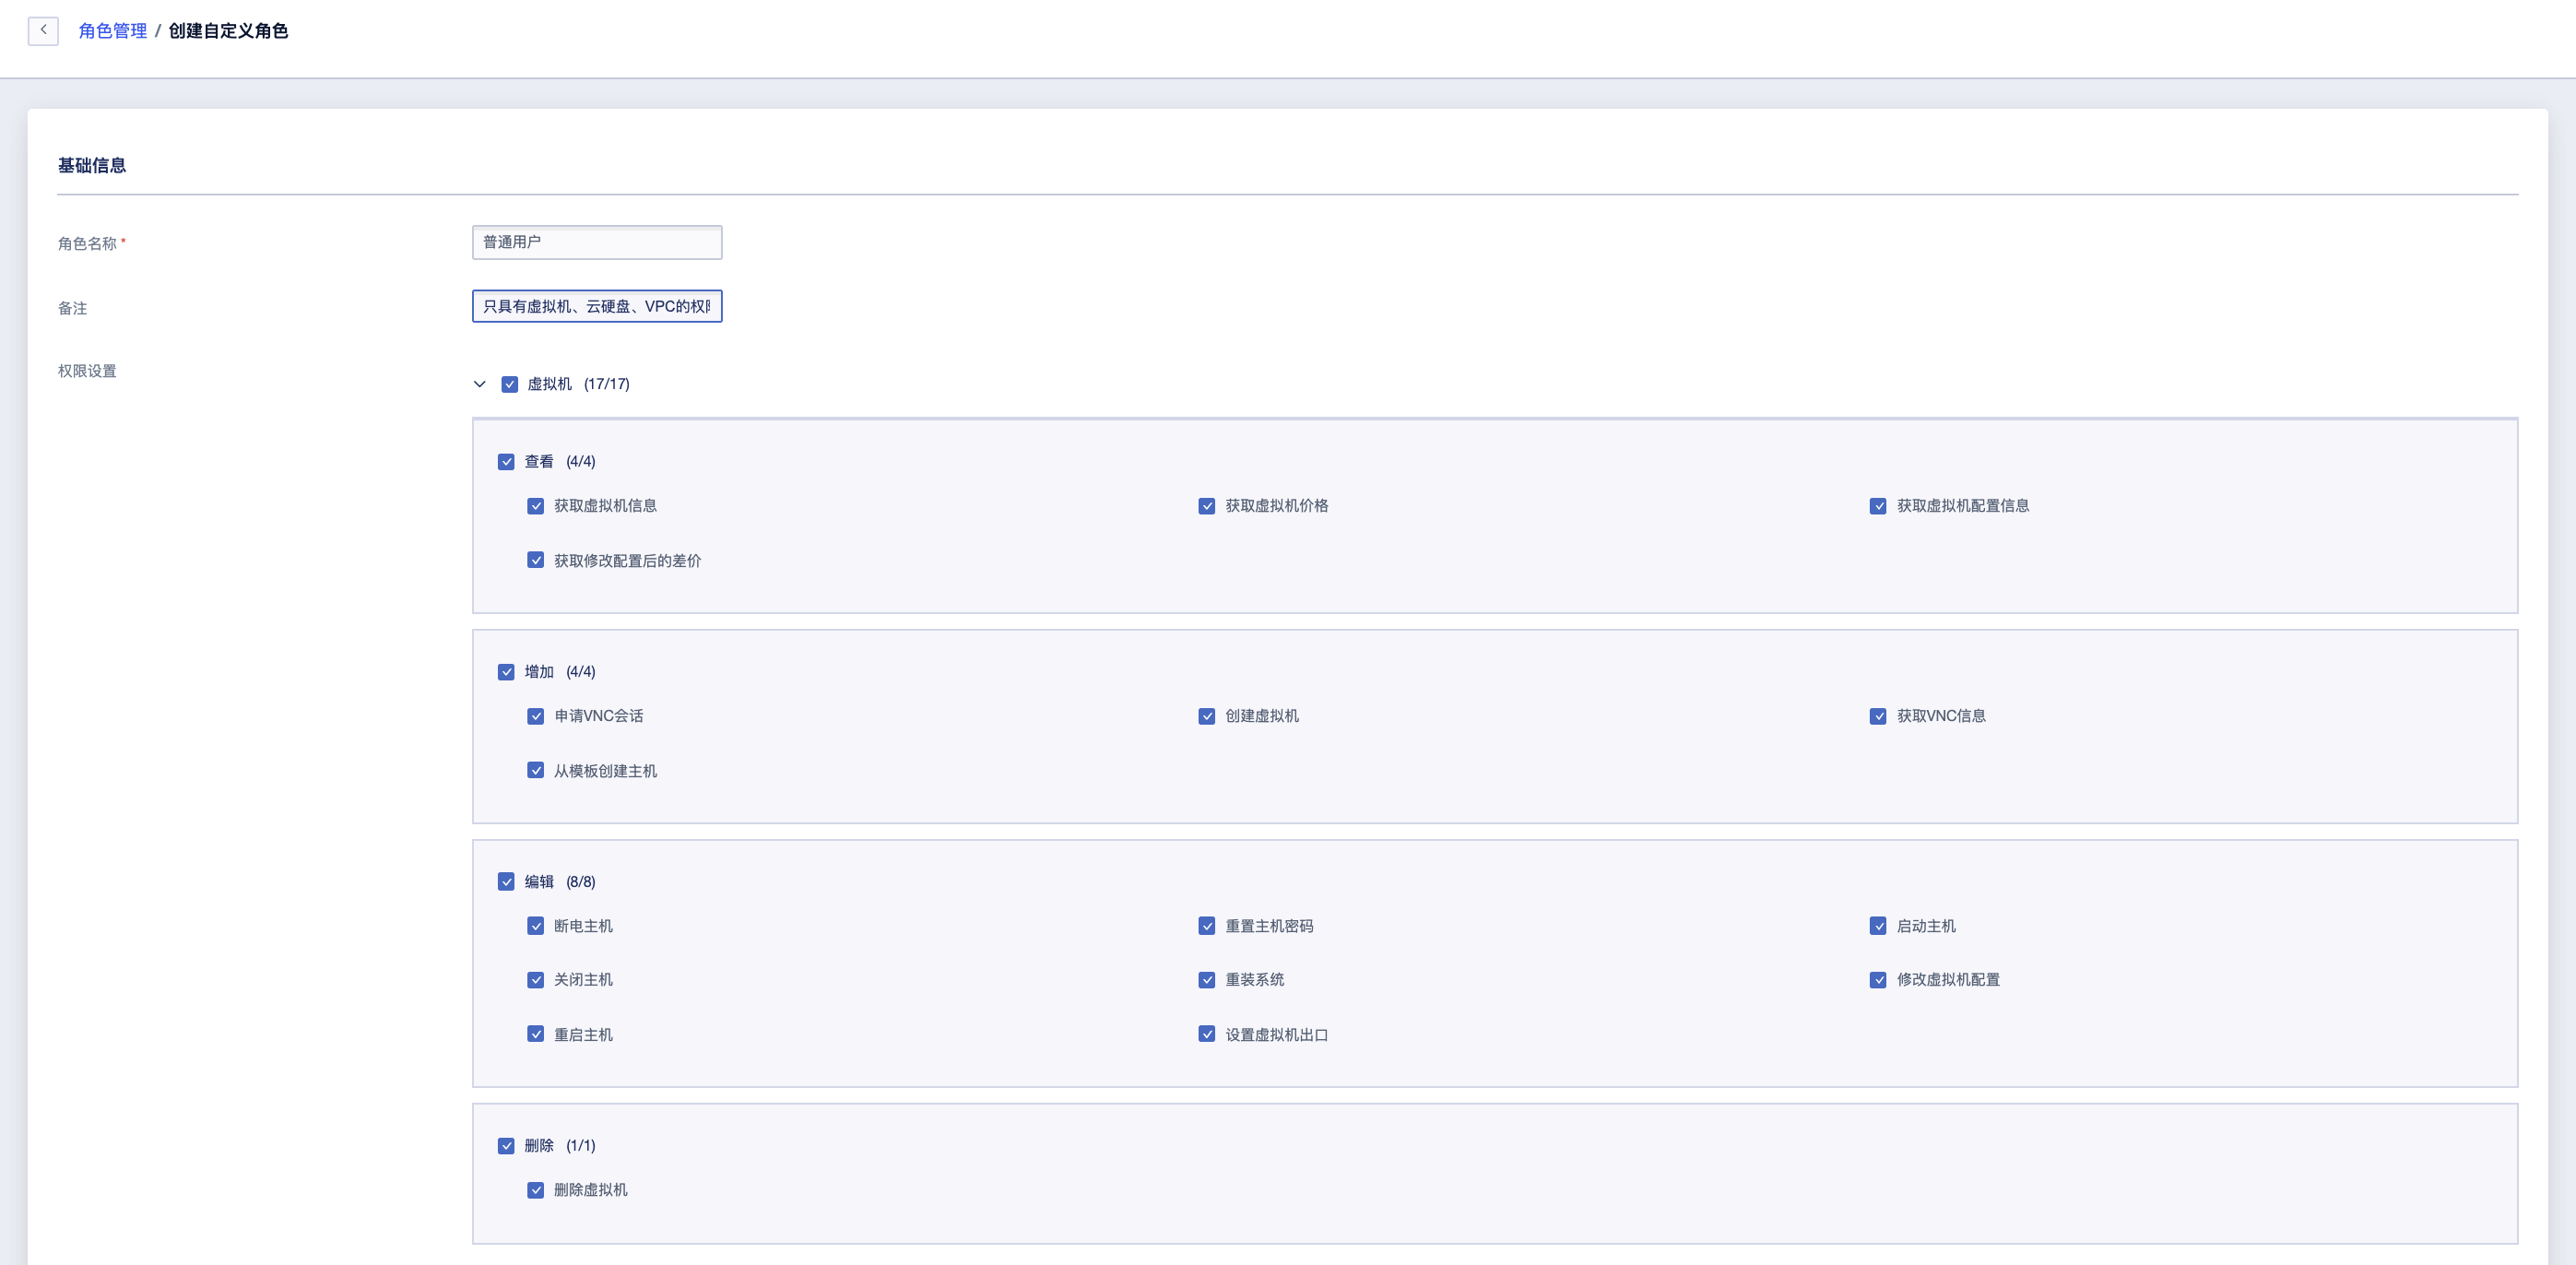 角色管理 / 创建自定义角色
基础信息
角色名称 * 普通用户
备注 只具有虚拟机、云硬盘、VPC的权
权限设置
虚拟机 (17/17)
查看 (4/4)
获取虚拟机信息 获取虚拟机价格 获取虚拟机配置信息
获取修改配置后的差价
增加 (4/4)
申请VNC会话 创建虚拟机 获取VNC信息
从模板创建主机
编辑 (8/8)
断电主机 重置主机密码 启动主机
关闭主机 重装系统 修改虚拟机配置
重启主机 设置虚拟机出口
删除 (1/1)
删除虚拟机